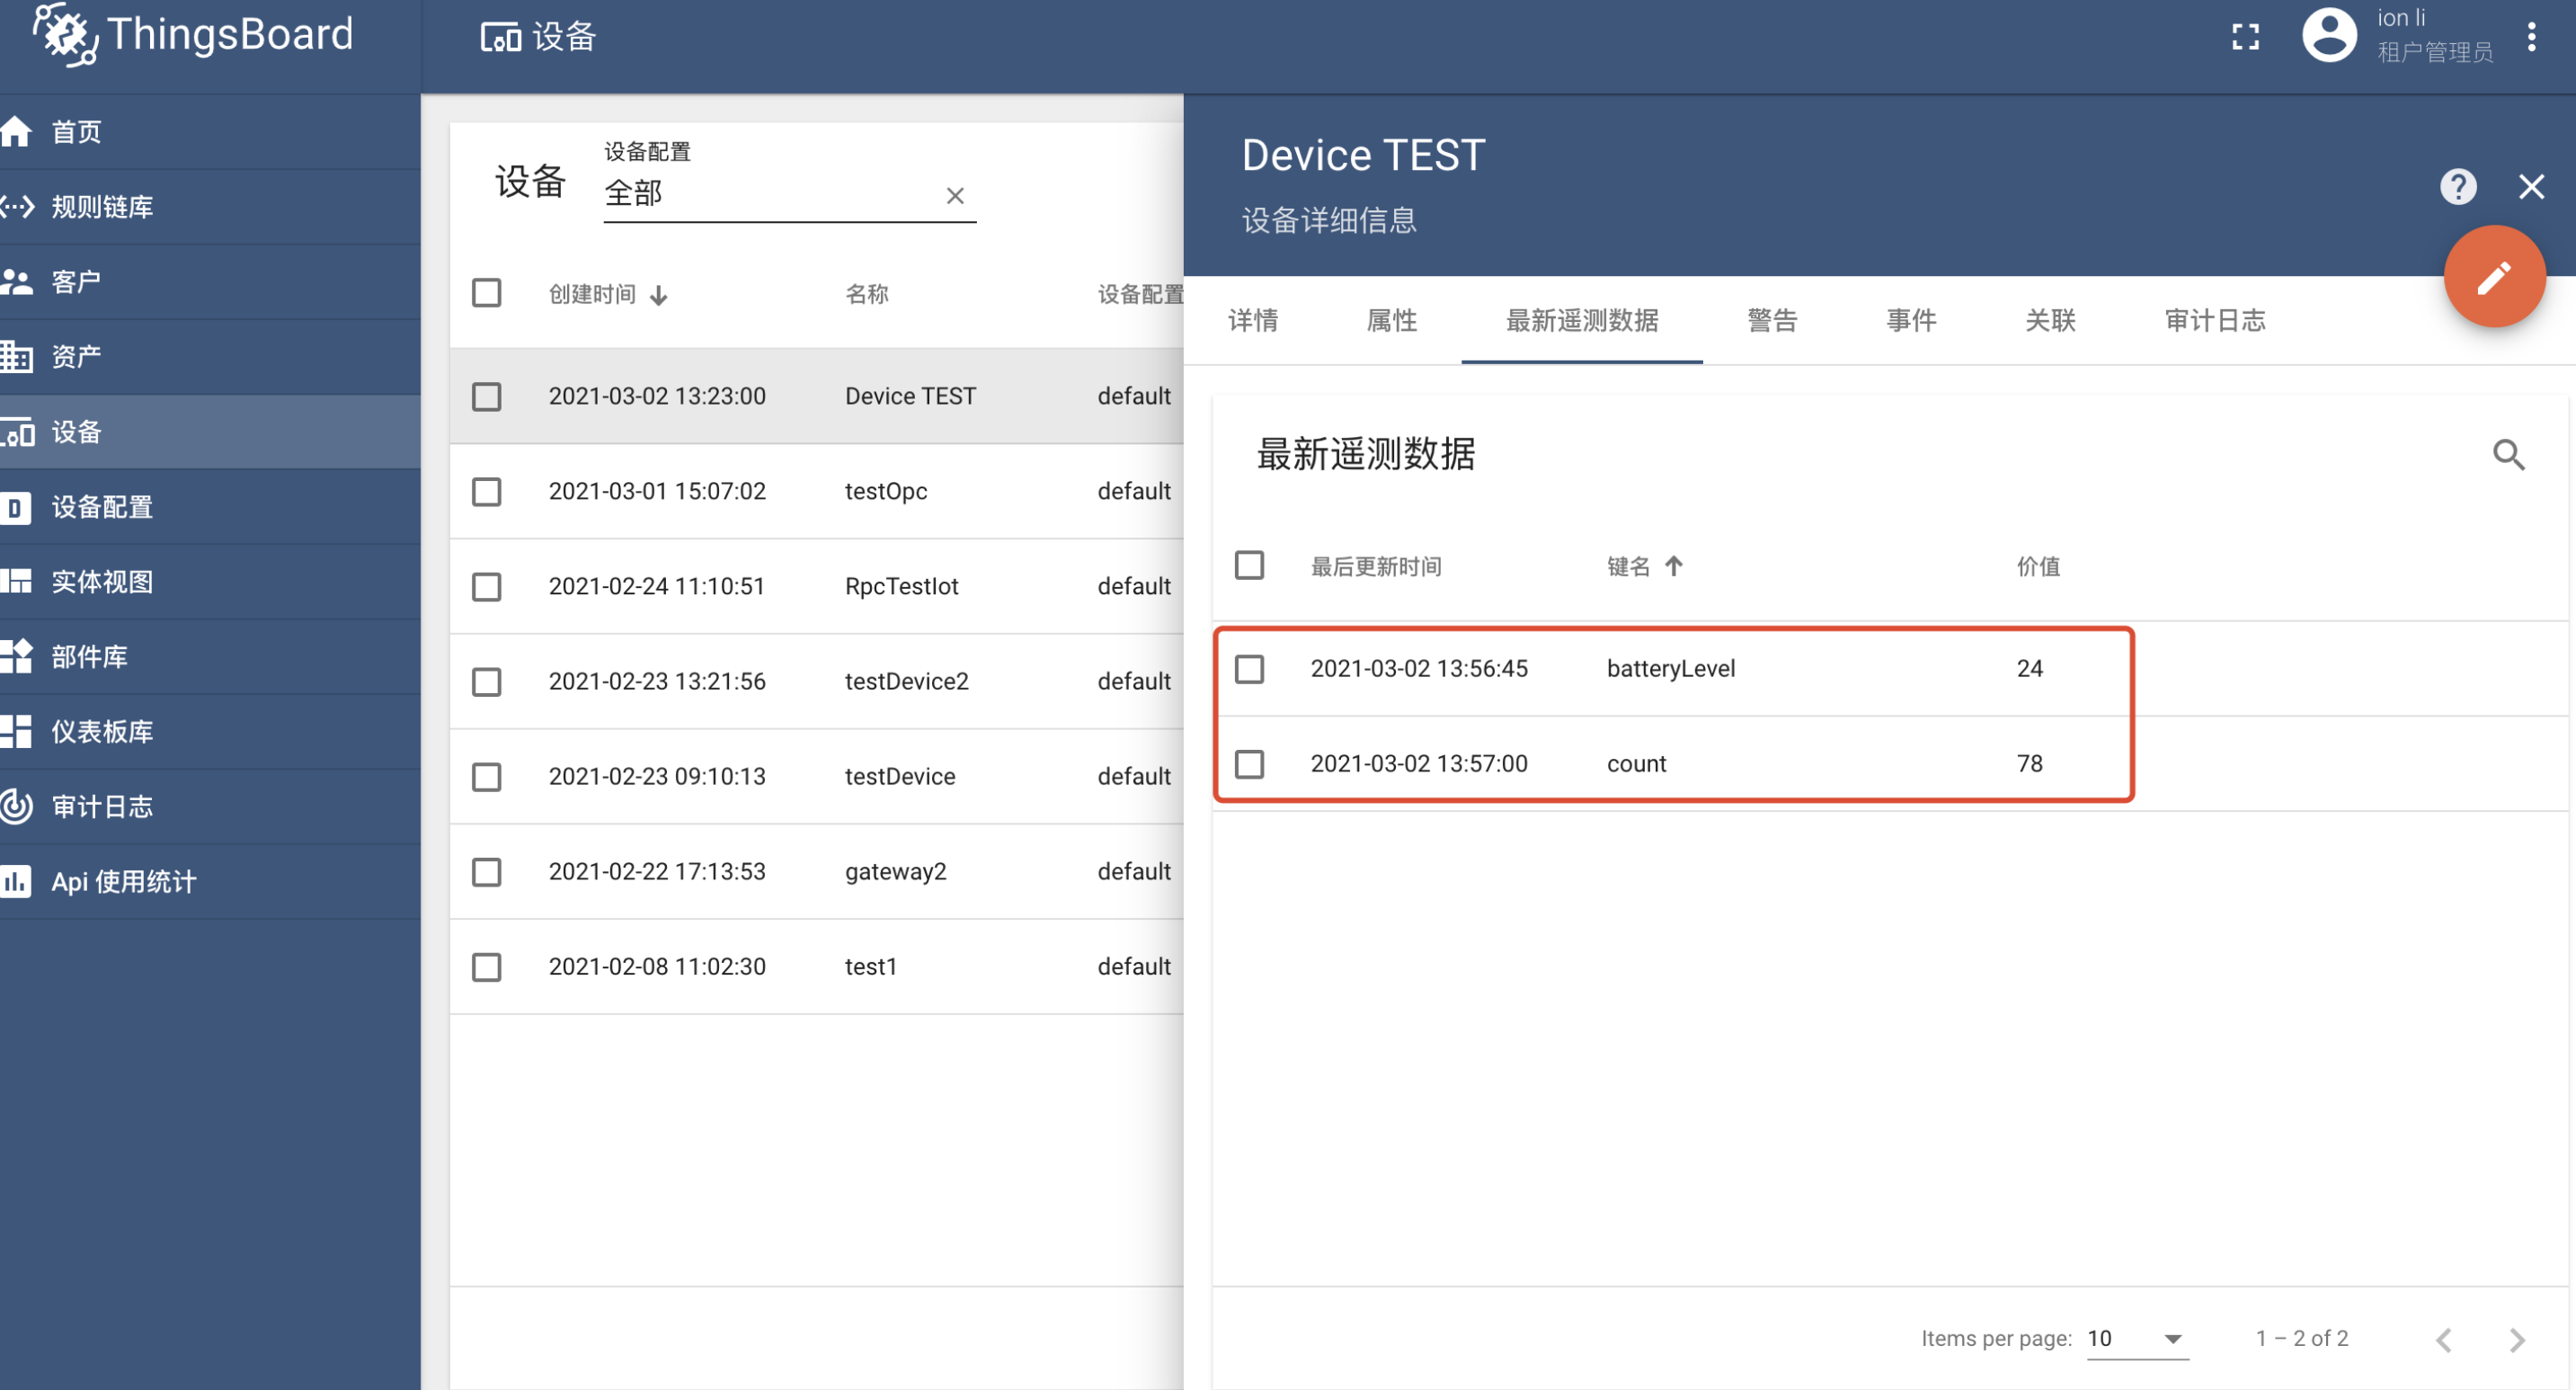 ThingsBoard
设备
ion li
租户管理员
首页
规则链库
客户
资产
设备
设备配置
实体视图
部件库
仪表板库
审计日志
Api 使用统计
设备
设备配置
全部
创建时间 名称 设备配置
2021-03-02 13:23:00 Device TEST default
2021-03-01 15:07:02 testOpc default
2021-02-24 11:10:51 RpcTestIot default
2021-02-23 13:21:56 testDevice2 default
2021-02-23 09:10:13 testDevice default
2021-02-22 17:13:53 gateway2 default
2021-02-08 11:02:30 test1 default
Device TEST
设备详细信息
详情 属性 最新遥测数据 警告 事件 关联 审计日志
最新遥测数据
最后更新时间 键名 价值
2021-03-02 13:56:45 batteryLevel 24
2021-03-02 13:57:00 count 78
Items per page: 10 1 – 2 of 2